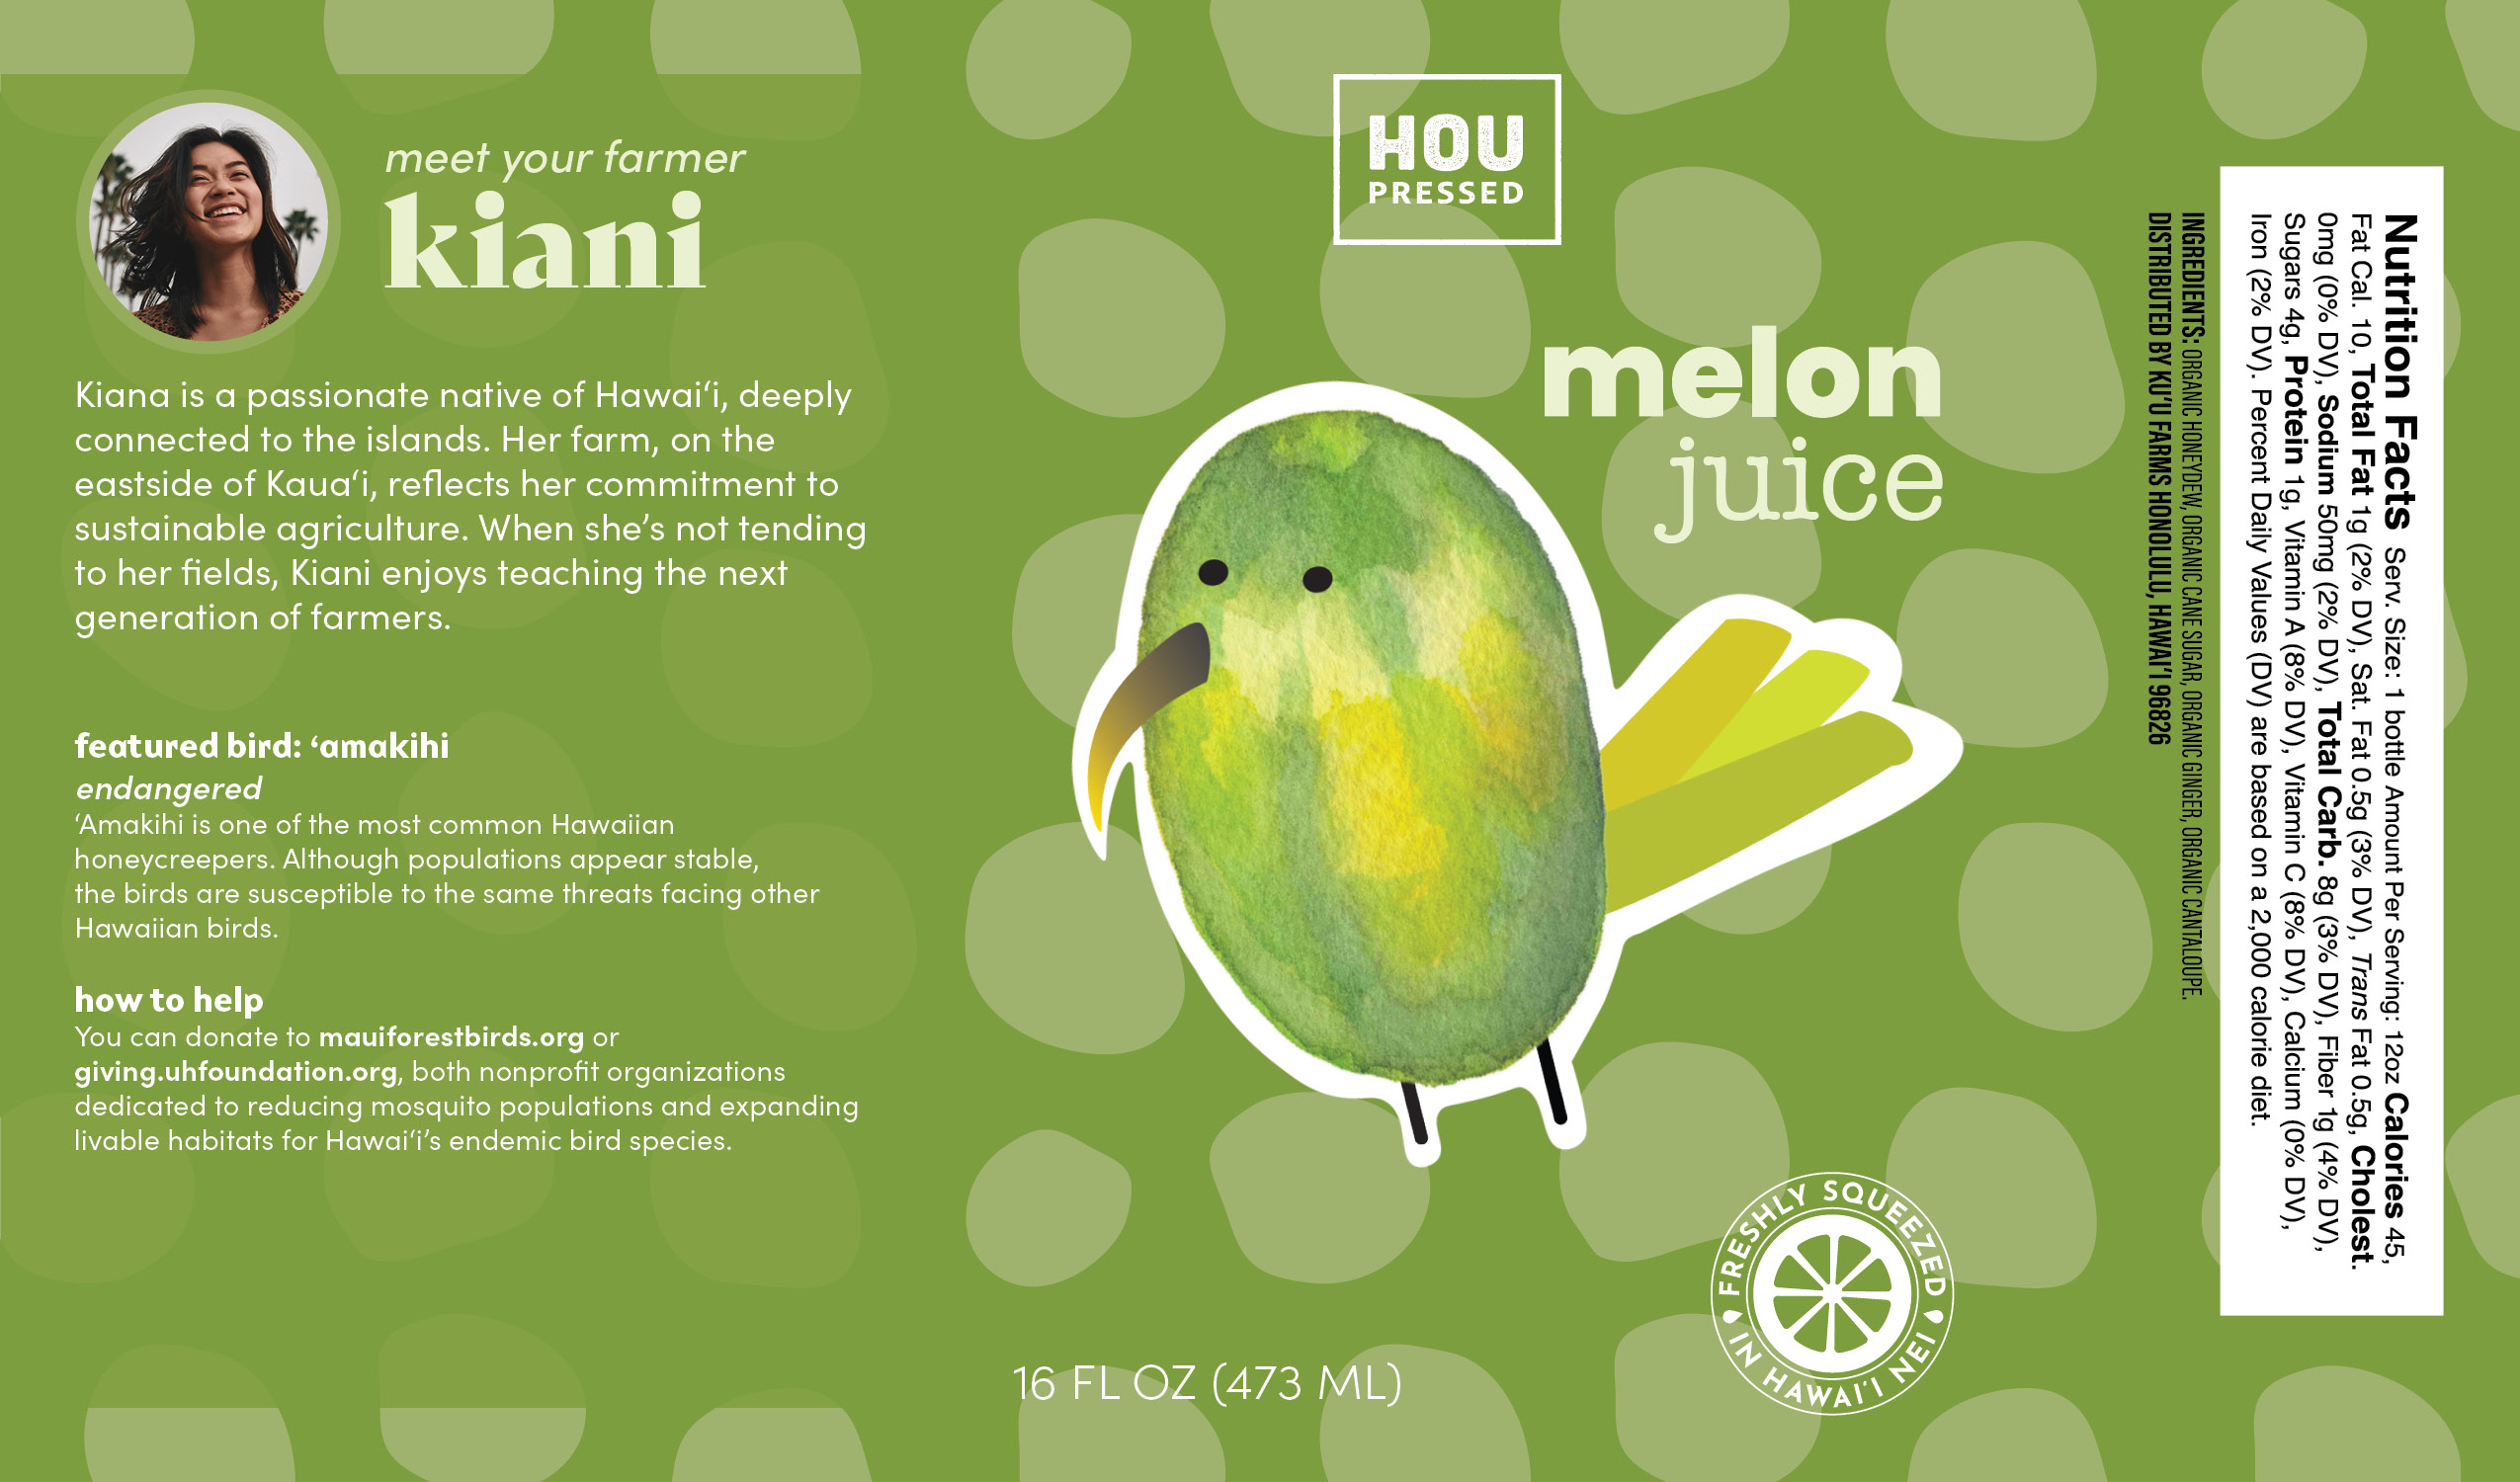 meet your farmer
kiani
Kiana is a passionate native of Hawai‘i, deeply
connected to the islands. Her farm, on the
eastside of Kaua‘i, reflects her commitment to
sustainable agriculture. When she’s not tending
to her fields, Kiani enjoys teaching the next
generation of farmers.
featured bird: ‘amakihi
endangered
‘Amakihi is one of the most common Hawaiian
honeycreepers. Although populations appear stable,
the birds are susceptible to the same threats facing other
Hawaiian birds.
how to help
You can donate to mauiforestbirds.org or
giving.uhfoundation.org, both nonprofit organizations
dedicated to reducing mosquito populations and expanding
livable habitats for Hawai‘i’s endemic bird species.
HOU
PRESSED
melon
juice
16 FL OZ (473 ML)
FRESHLY SQUEEZED
IN HAWAI‘I NEI
Nutrition Facts Serv. Size: 1 bottle Amount Per Serving: 12oz Calories 45,
Fat Cal. 10, Total Fat 1g (2% DV), Sat. Fat 0.5g (3% DV), Trans Fat 0.5g, Cholest.
0mg (0% DV), Sodium 50mg (2% DV), Total Carb. 8g (3% DV), Fiber 1g (4% DV),
Sugars 4g, Protein 1g, Vitamin A (8% DV), Vitamin C (8% DV), Calcium (0% DV),
Iron (2% DV). Percent Daily Values (DV) are based on a 2,000 calorie diet.
INGREDIENTS: ORGANIC HONEYDEW, ORGANIC CANE SUGAR, ORGANIC GINGER, ORGANIC CANTALOUPE.
DISTRIBUTED BY KU‘U FARMS HONOLULU, HAWAI‘I 96826